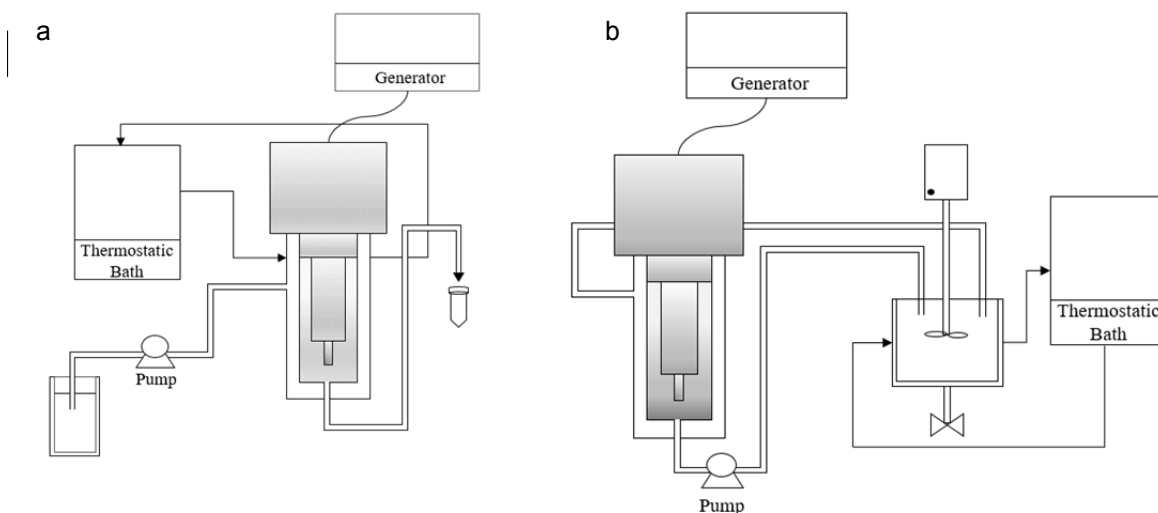 a
Generator
Thermostatic
Bath
Pump
b
Generator
Thermostatic
Bath
Pump